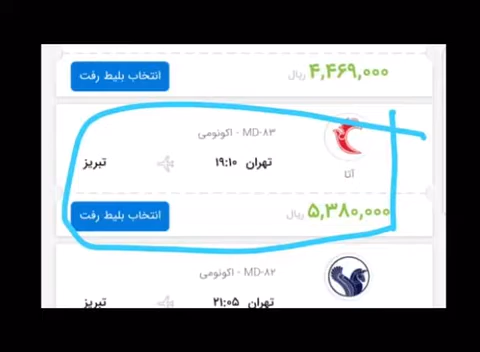 ۴,۴۶۹,۰۰۰ ریال انتخاب بلیط رفت
MD-۸۳ - اکونومی
تهران ۱۹:۱۰ تبریز
آتا
۵,۳۸۰,۰۰۰ ریال انتخاب بلیط رفت
MD-۸۲ - اکونومی
تهران ۲۱:۰۵ تبریز